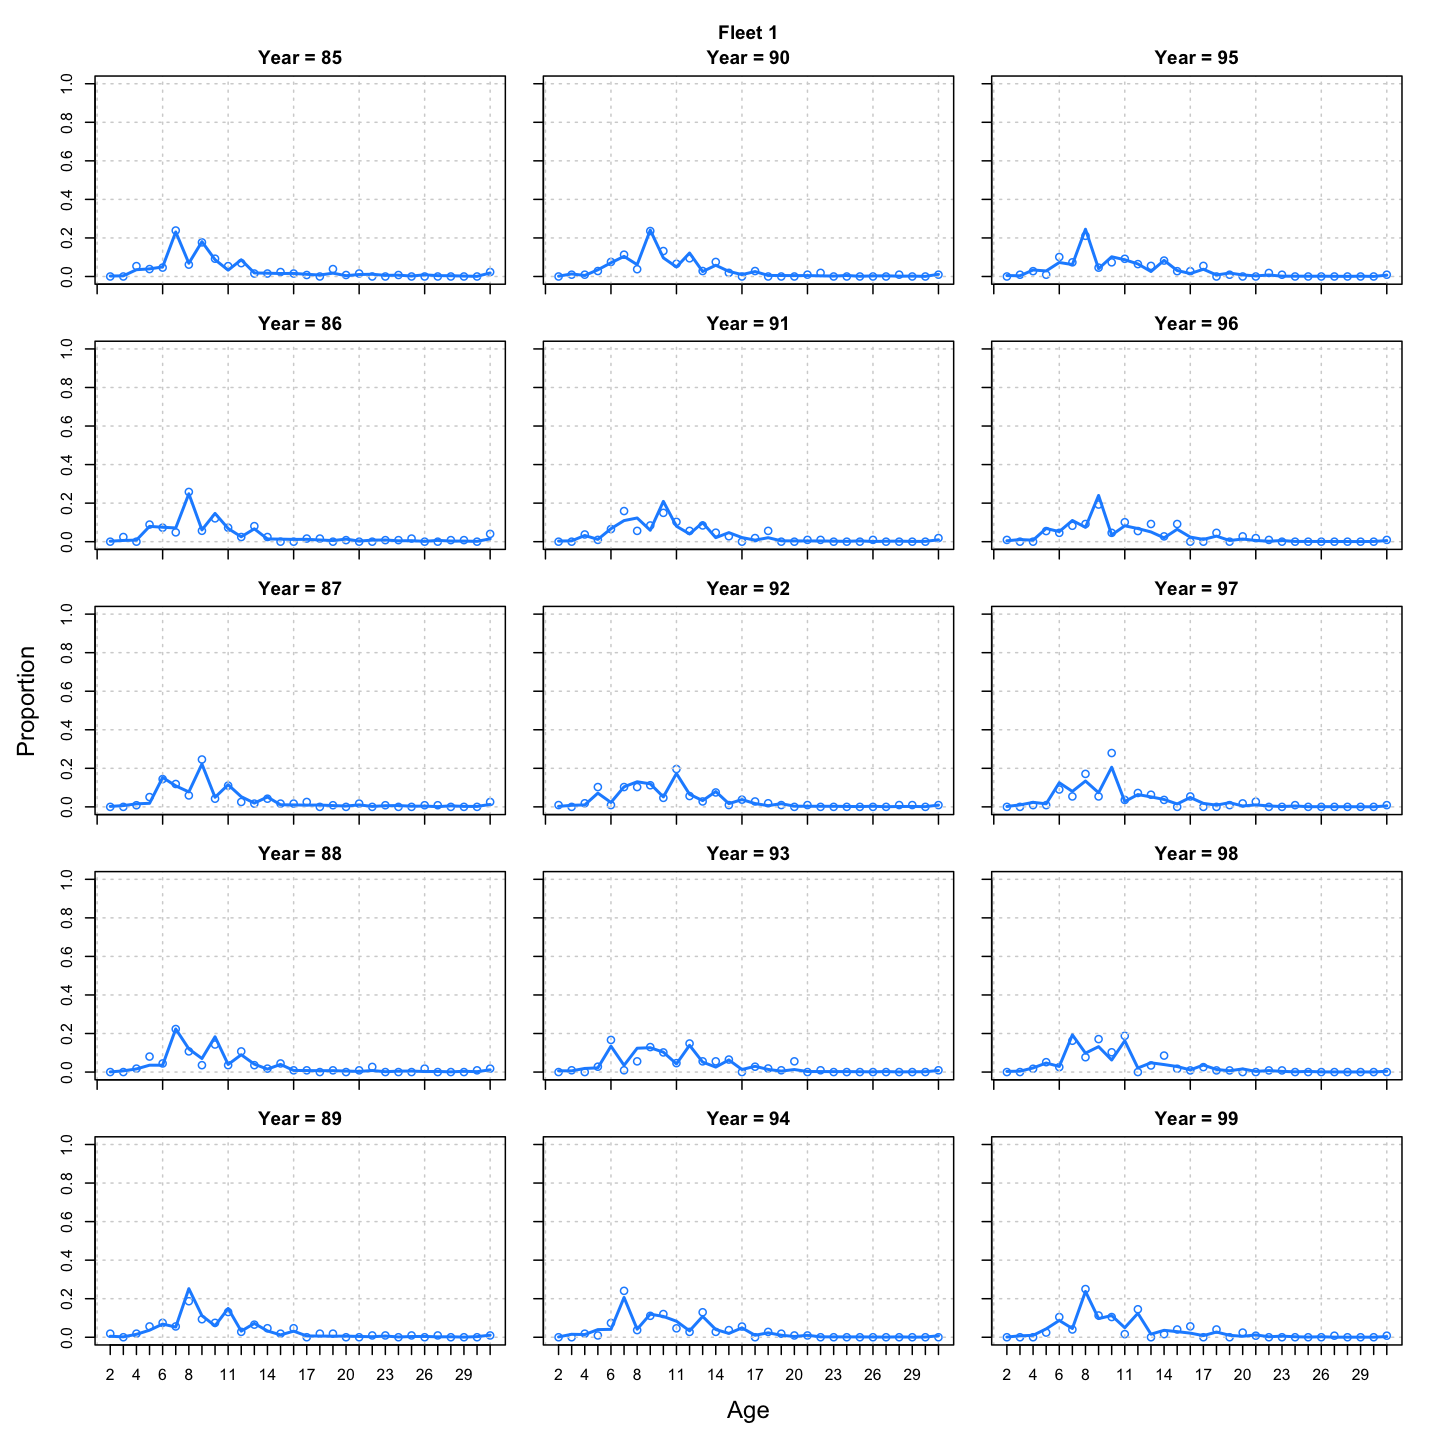 Fleet 1
Year = 85
Year = 90
Year = 95
0.0 0.2 0.4 0.6 0.8 1.0
Year = 86
Year = 91
Year = 96
0.0 0.2 0.4 0.6 0.8 1.0
Year = 87
Year = 92
Year = 97
0.0 0.2 0.4 0.6 0.8 1.0
Proportion
Year = 88
Year = 93
Year = 98
0.0 0.2 0.4 0.6 0.8 1.0
Year = 89
Year = 94
Year = 99
0.0 0.2 0.4 0.6 0.8 1.0
2 4 6 8 11 14 17 20 23 26 29
2 4 6 8 11 14 17 20 23 26 29
2 4 6 8 11 14 17 20 23 26 29
Age